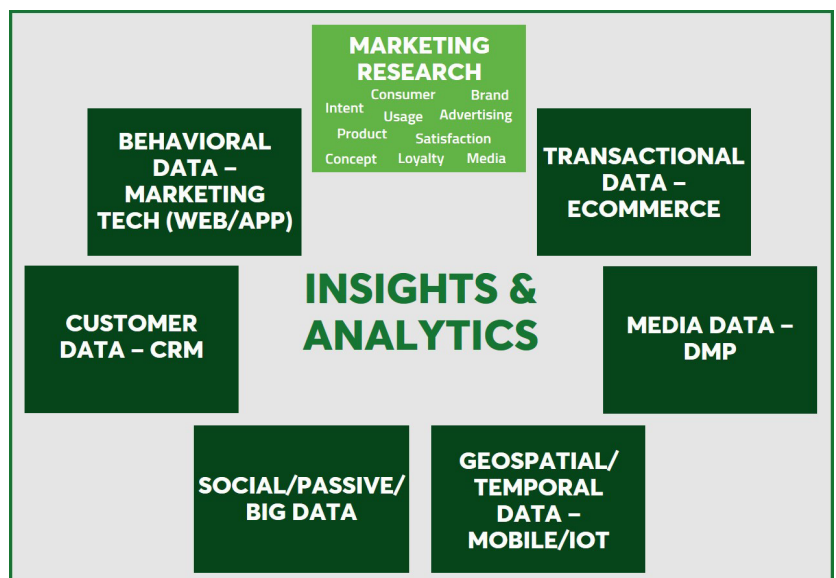 MARKETING
RESEARCH
Consumer Brand
Intent Usage Advertising
Product Satisfaction
Concept Loyalty Media
BEHAVIORAL
DATA –
MARKETING
TECH (WEB/APP)
TRANSACTIONAL
DATA –
ECOMMERCE
INSIGHTS &
ANALYTICS
CUSTOMER
DATA – CRM
MEDIA DATA –
DMP
SOCIAL/PASSIVE/
BIG DATA
GEOSPATIAL/
TEMPORAL
DATA –
MOBILE/IOT